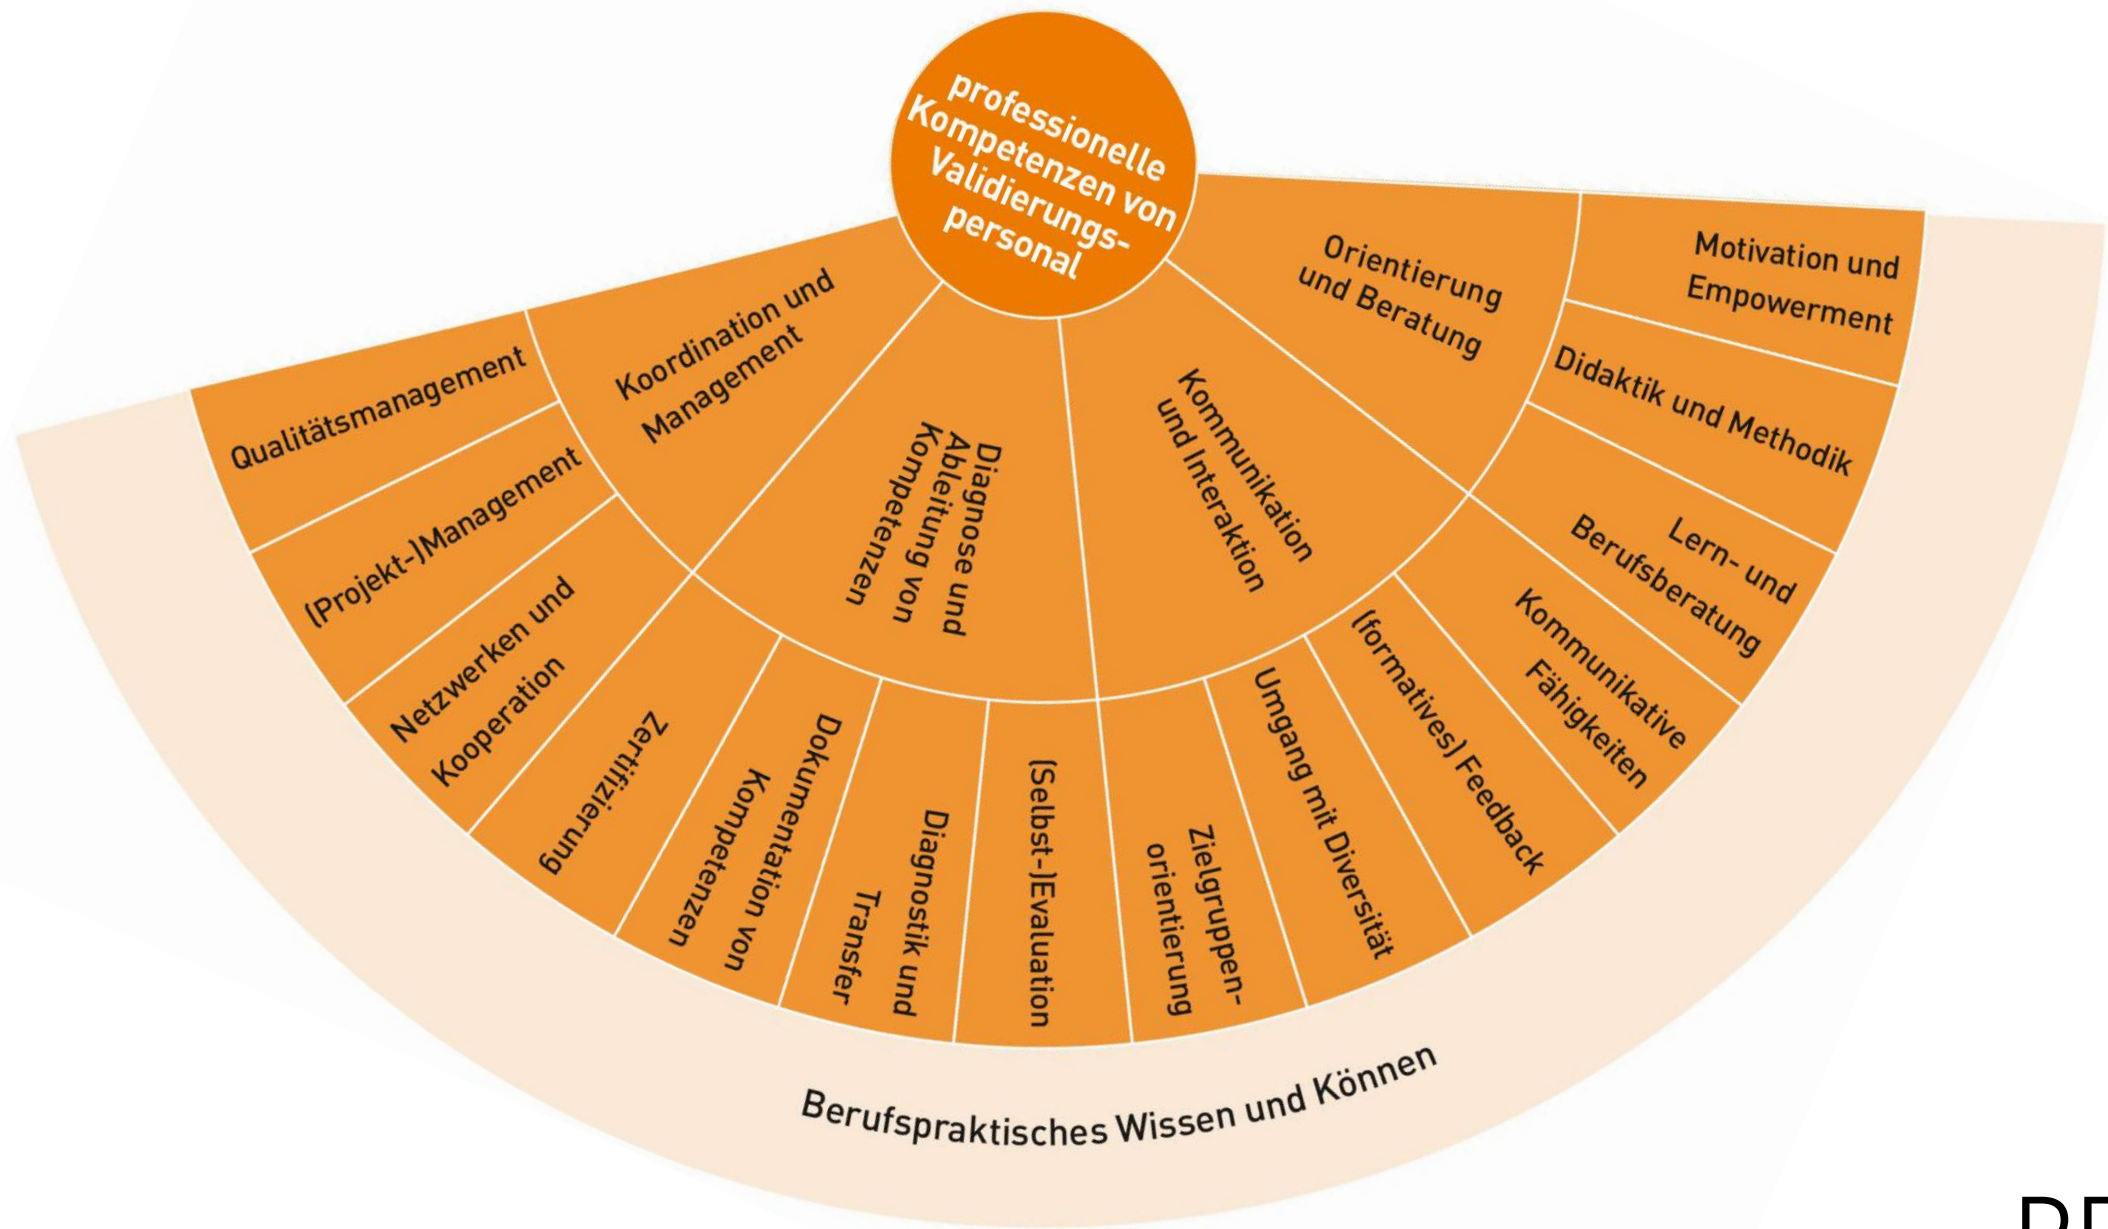 professionelle
Kompetenzen von
Validierungs-
personal
Koordination und
Management
Diagnose und
Ableitung von
Kompetenzen
Kommunikation
und Interaktion
Orientierung
und Beratung
Qualitätsmanagement
(Projekt-)Management
Netzwerken und
Kooperation
Zertifizierung
Dokumentation von
Kompetenzen
Diagnostik und
Transfer
(Selbst-)Evaluation
Zielgruppen-
orientierung
Umgang mit Diversität
(formatives) Feedback
Kommunikative
Fähigkeiten
Lern- und
Berufsberatung
Didaktik und Methodik
Motivation und
Empowerment
Berufspraktisches Wissen und Können